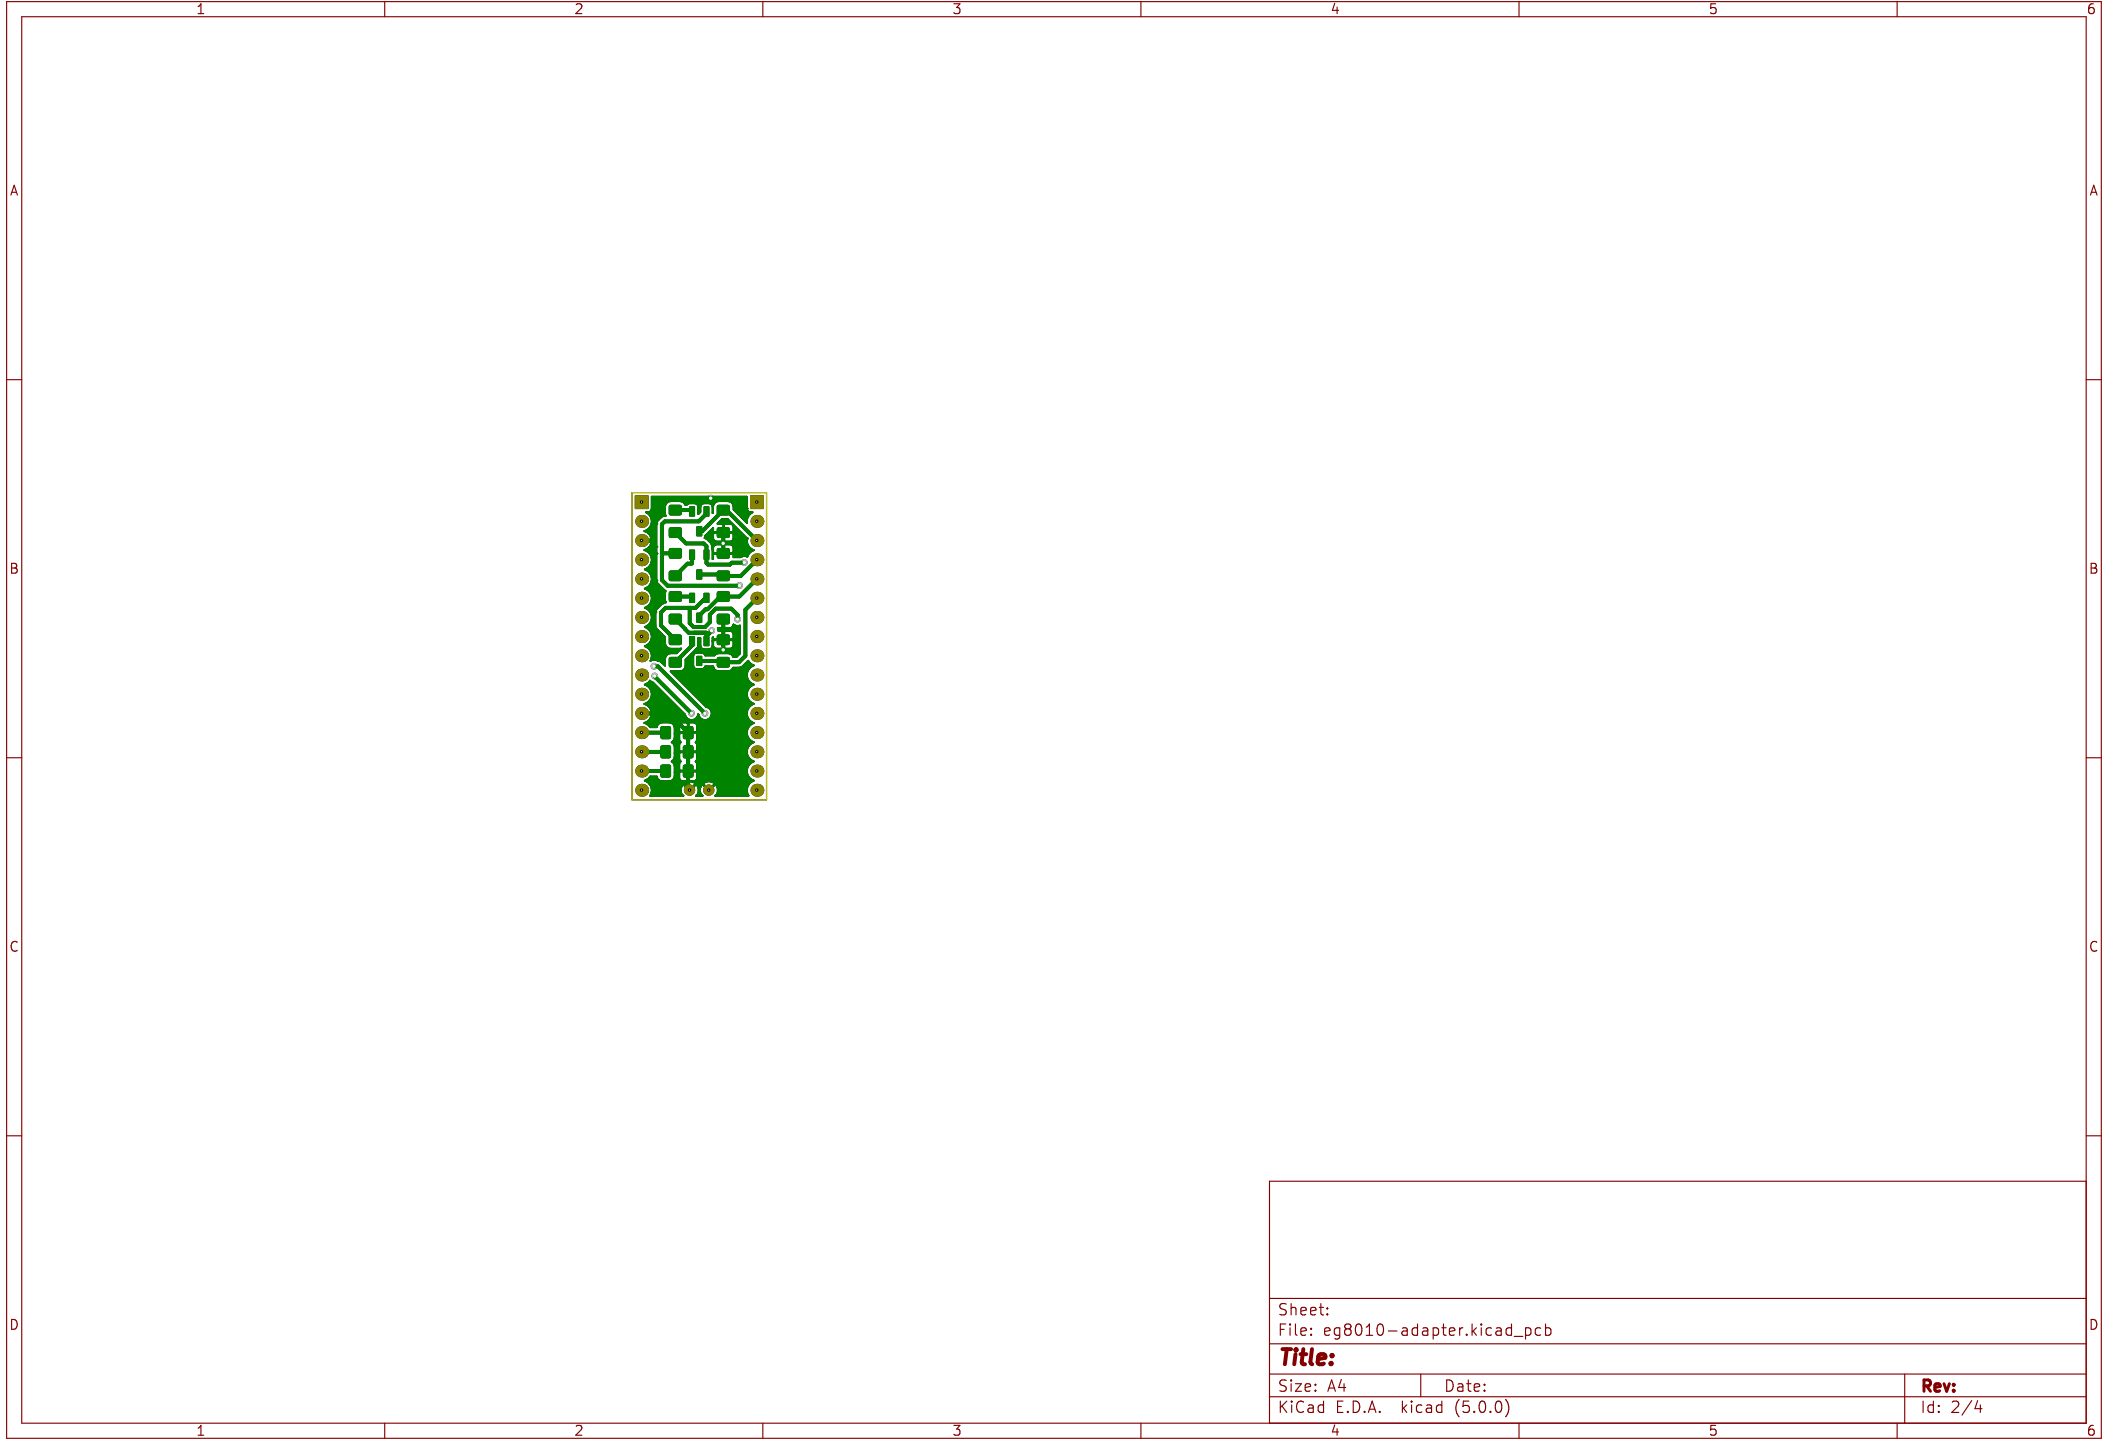 1 2 3 4 5 6
A A
B B
C C
Sheet:
File: eg8010-adapter.kicad_pcb
D D
Title:
Size: A4 Date: Rev:
KiCad E.D.A. kicad (5.0.0) Id: 2/4
1 2 3 4 5 6